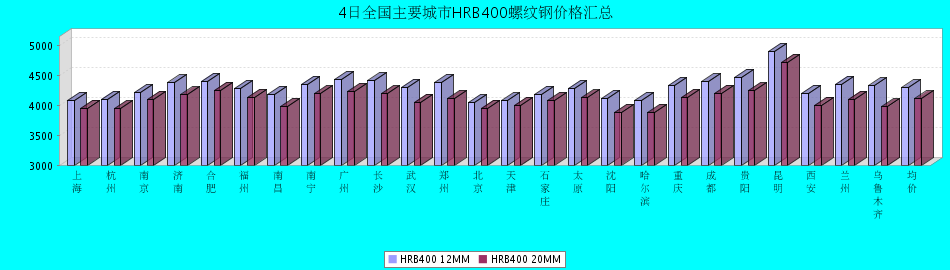 4日全国主要城市HRB400螺纹钢价格汇总
5000
4500
4000
3500
3000
上海
杭州
南京
济南
合肥
福州
南昌
南宁
广州
长沙
武汉
郑州
北京
天津
石家庄
太原
沈阳
哈尔滨
重庆
成都
贵阳
昆明
西安
兰州
乌鲁木齐
均价
HRB400 12MM
HRB400 20MM